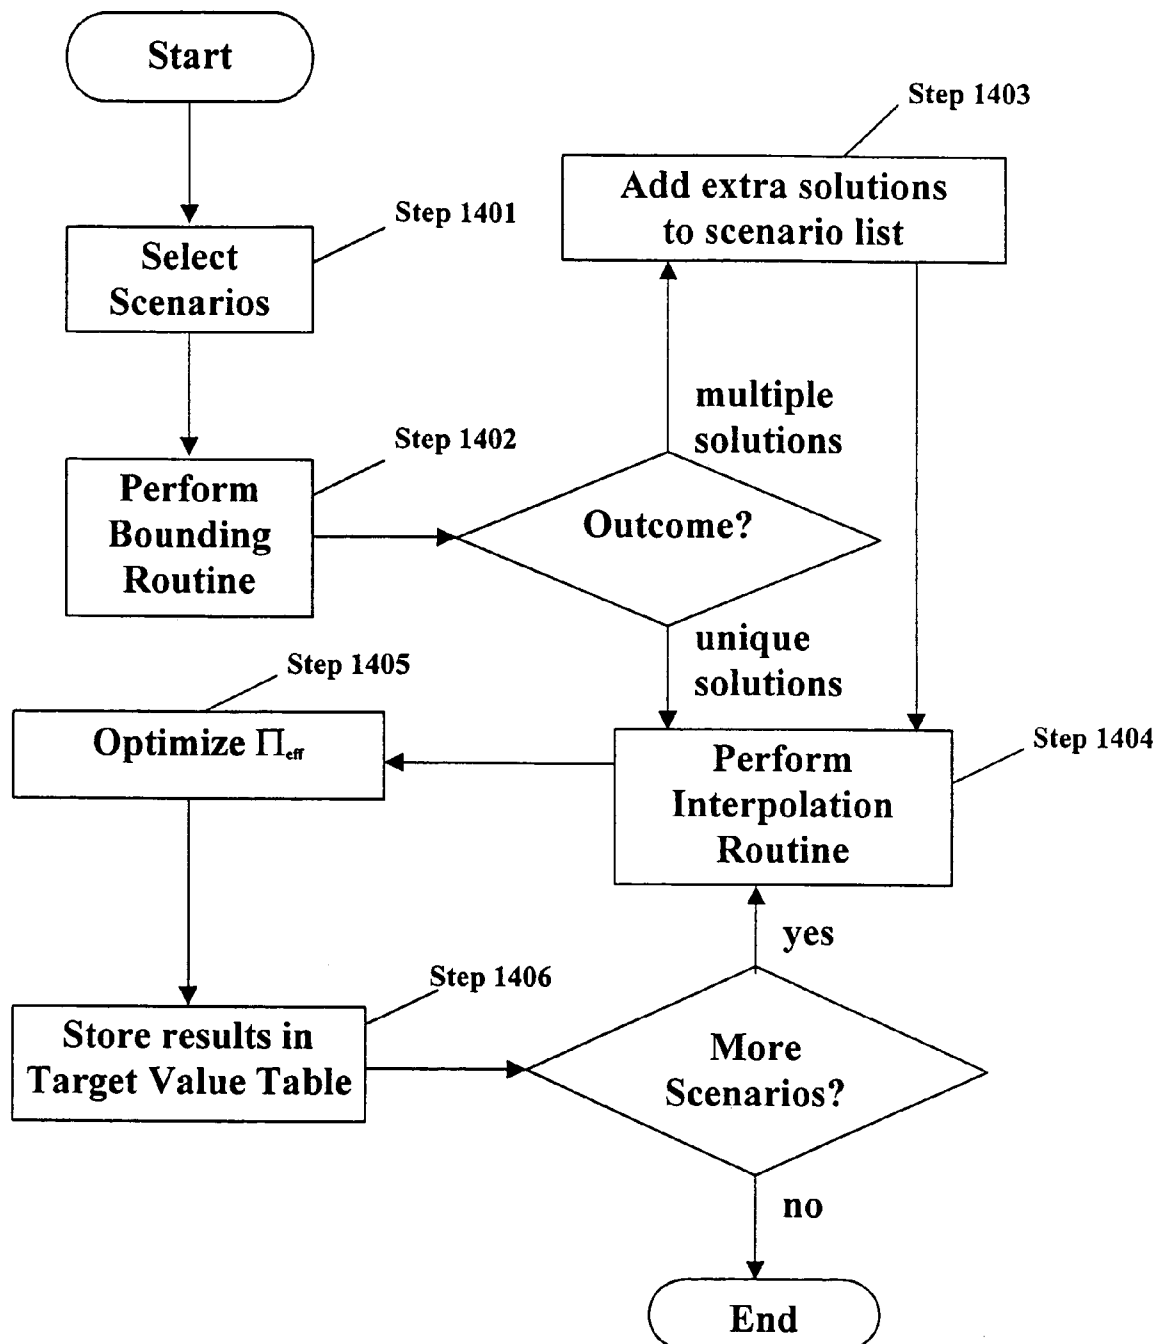 Start
Step 1403
Add extra solutions
to scenario list
Step 1401
Select
Scenarios
multiple
solutions
Step 1402
Perform
Bounding
Routine
Outcome?
unique
solutions
Step 1405
Optimize Πeff
Step 1404
Perform
Interpolation
Routine
yes
Step 1406
Store results in
Target Value Table
More
Scenarios?
no
End